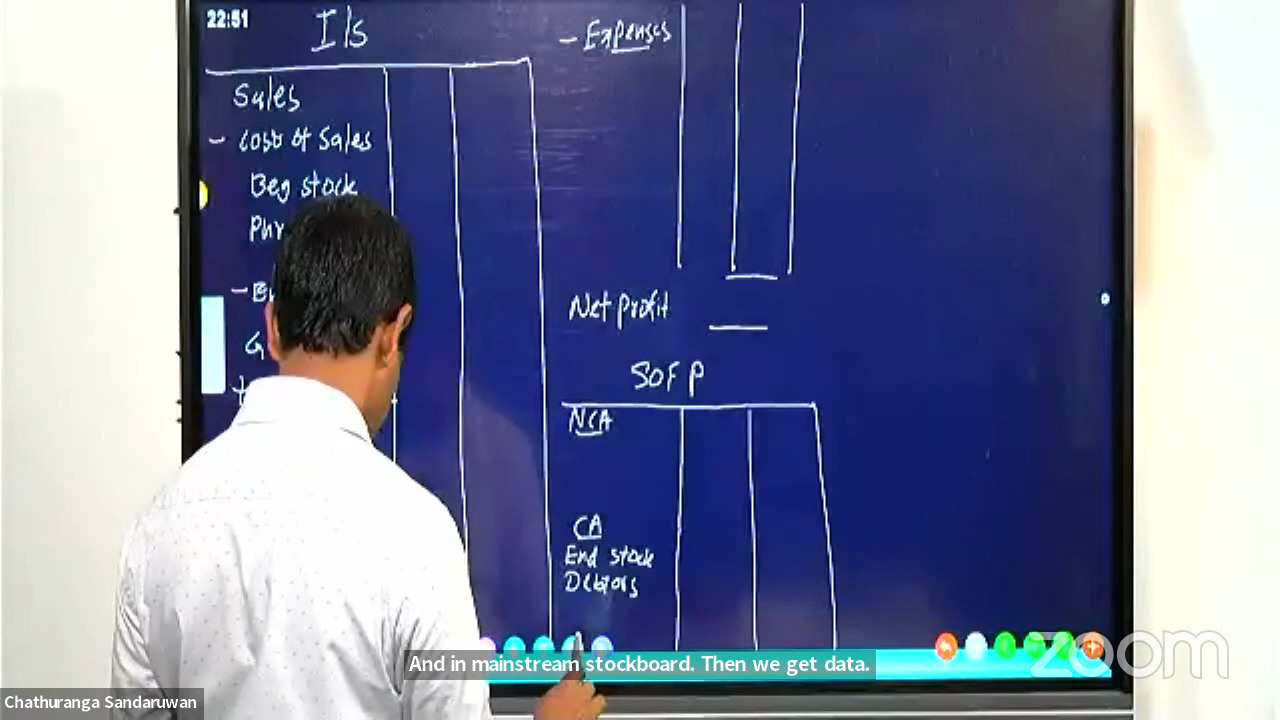 22:51
I/s
Sales
- Cost of Sales
Beg stock
- Expenses
Net profit
SOFP
NCA
CA
End stock
Debtors
And in mainstream stockboard. Then we get data.
zoom
Chathuranga Sandaruwan